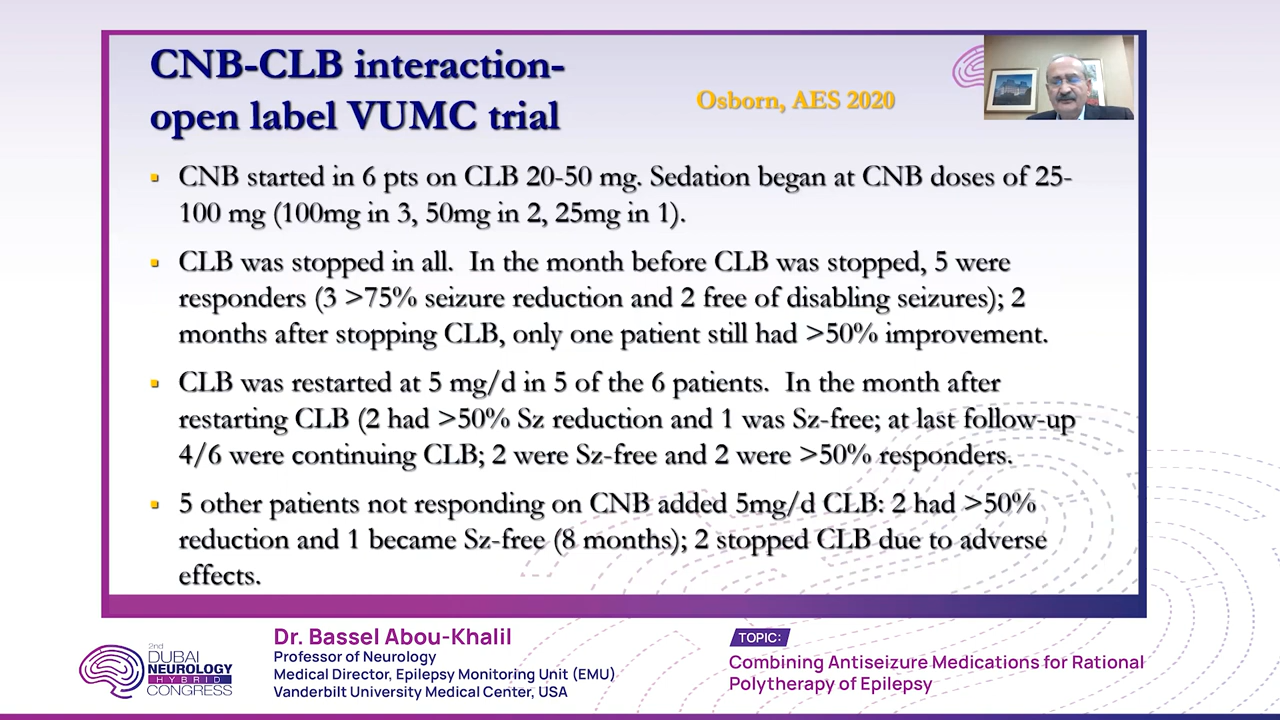 CNB-CLB interaction-
open label VUMC trial
Osborn, AES 2020
▪ CNB started in 6 pts on CLB 20-50 mg. Sedation began at CNB doses of 25-
100 mg (100mg in 3, 50mg in 2, 25mg in 1).
▪ CLB was stopped in all. In the month before CLB was stopped, 5 were
responders (3 >75% seizure reduction and 2 free of disabling seizures); 2
months after stopping CLB, only one patient still had >50% improvement.
▪ CLB was restarted at 5 mg/d in 5 of the 6 patients. In the month after
restarting CLB (2 had >50% Sz reduction and 1 was Sz-free; at last follow-up
4/6 were continuing CLB; 2 were Sz-free and 2 were >50% responders.
▪ 5 other patients not responding on CNB added 5mg/d CLB: 2 had >50%
reduction and 1 became Sz-free (8 months); 2 stopped CLB due to adverse
effects.
2nd
DUBAI
NEUROLOGY
HYBRID
CONGRESS
Dr. Bassel Abou-Khalil
Professor of Neurology
Medical Director, Epilepsy Monitoring Unit (EMU)
Vanderbilt University Medical Center, USA
TOPIC:
Combining Antiseizure Medications for Rational
Polytherapy of Epilepsy